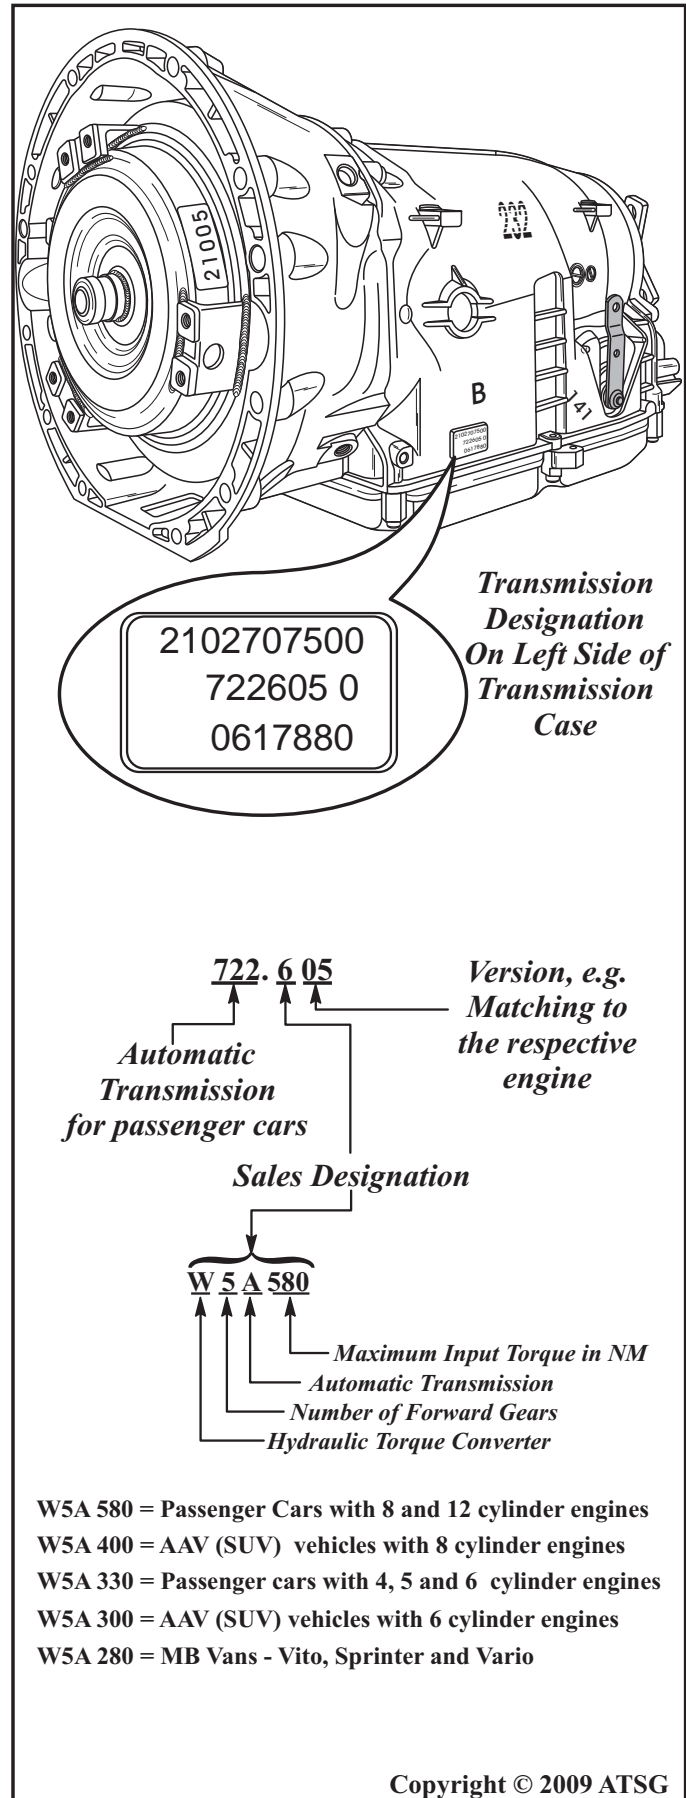 21005
232
B
141
2102707500
722605 0
0617880
2102707500
722605 0
0617880
Transmission
Designation
On Left Side of
Transmission
Case
722. 6 05
Version, e.g.
Matching to
the respective
engine
Automatic
Transmission
for passenger cars
Sales Designation
W 5 A 580
Maximum Input Torque in NM
Automatic Transmission
Number of Forward Gears
Hydraulic Torque Converter
W5A 580 = Passenger Cars with 8 and 12 cylinder engines
W5A 400 = AAV (SUV) vehicles with 8 cylinder engines
W5A 330 = Passenger cars with 4, 5 and 6 cylinder engines
W5A 300 = AAV (SUV) vehicles with 6 cylinder engines
W5A 280 = MB Vans - Vito, Sprinter and Vario
Copyright © 2009 ATSG